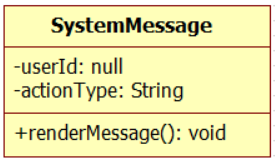 SystemMessage
-userId: null
-actionType: String
+renderMessage(): void